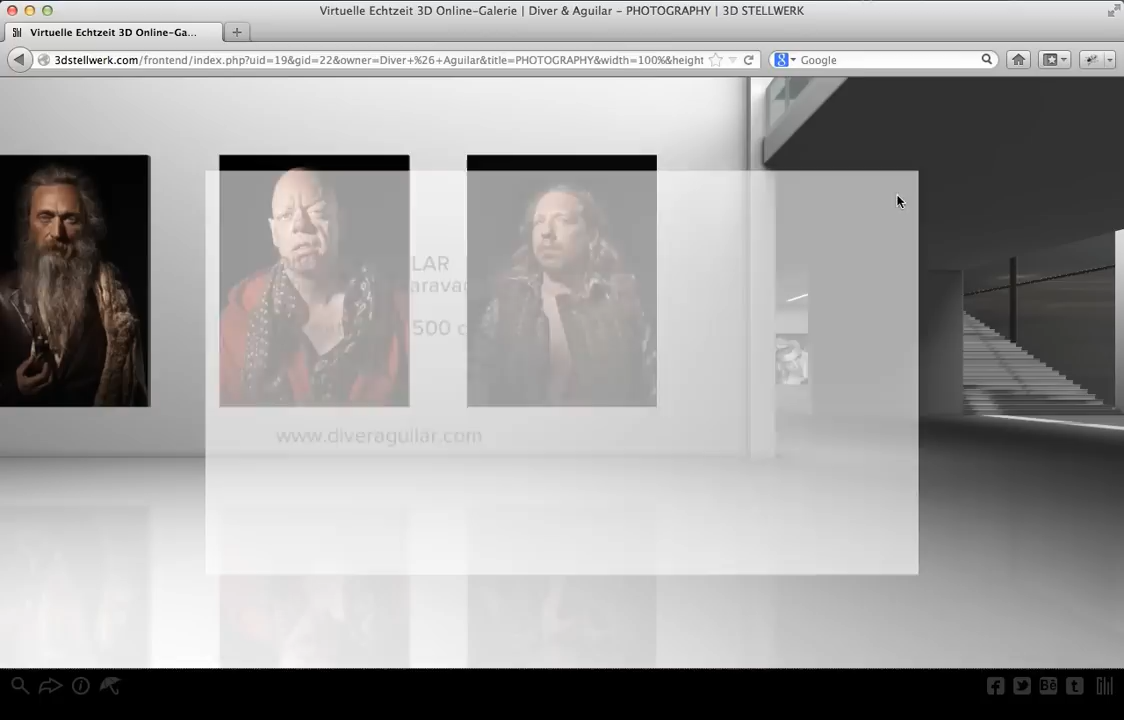 Virtuelle Echtzeit 3D Online-Galerie | Diver & Aguilar – PHOTOGRAPHY | 3D STELLWERK
Virtuelle Echtzeit 3D Online-Ga...
3dstellwerk.com/frontend/index.php?uid=19&gid=22&owner=Diver+%26+Aguilar&title=PHOTOGRAPHY&width=100%&height
Google
LAR
aravag
500 c
www.diveraguilar.com